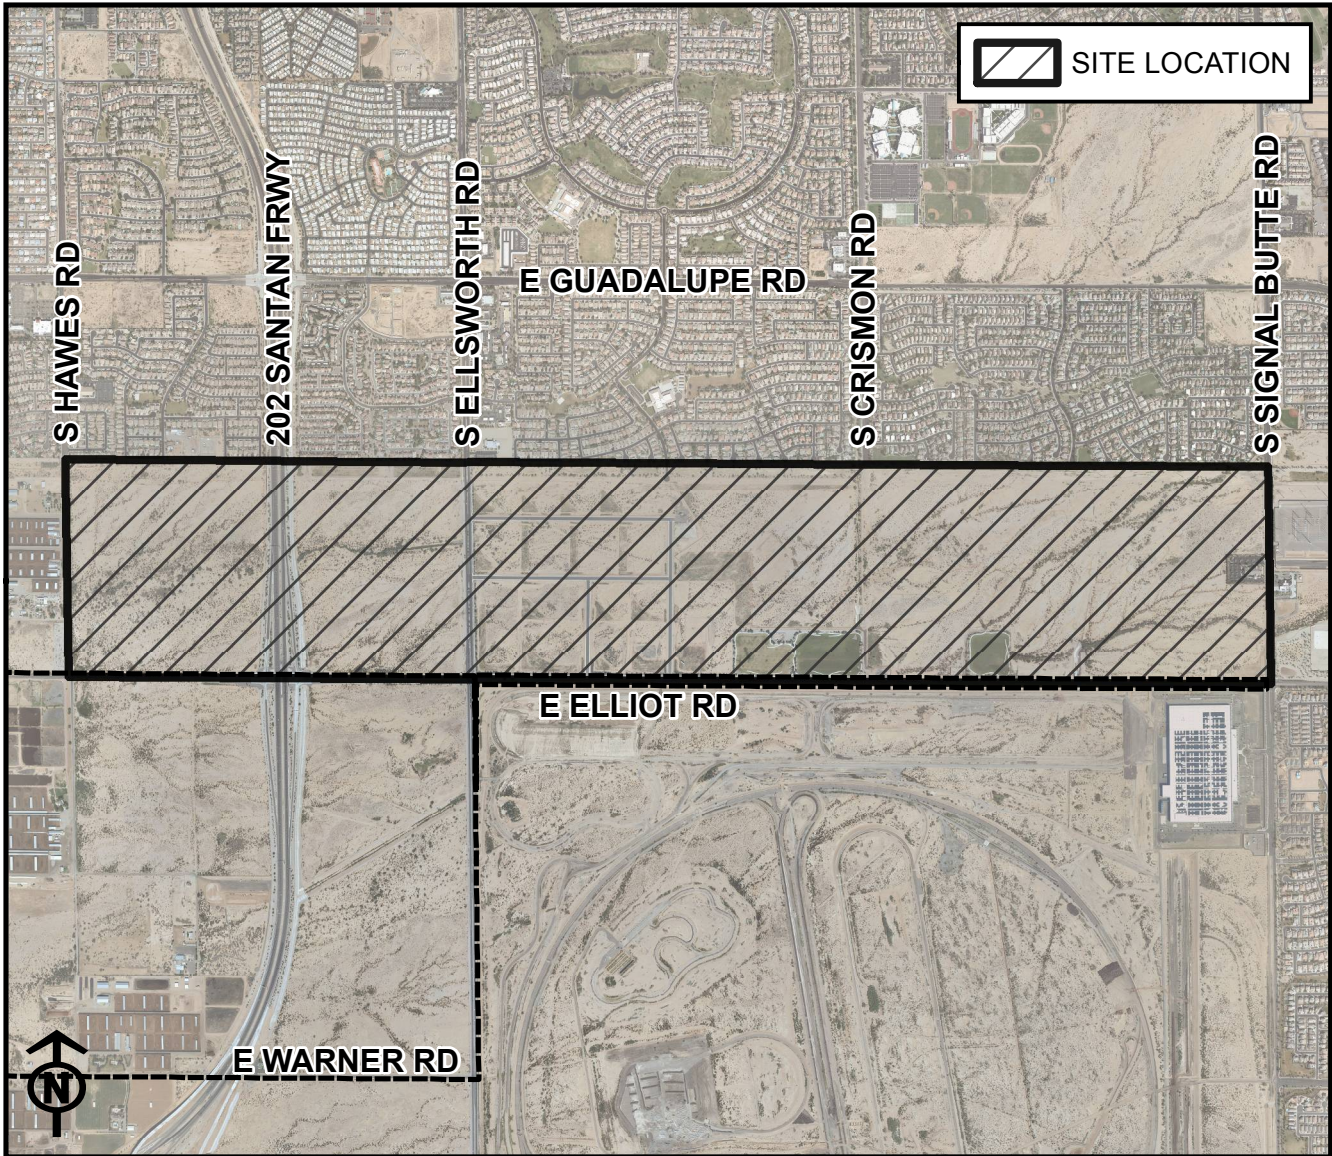 SITE LOCATION
S HAWES RD
202 SANTAN FRWY
S ELLSWORTH RD
E GUADALUPE RD
S CRISMON RD
S SIGNAL BUTTE RD
E ELLIOT RD
E WARNER RD
N